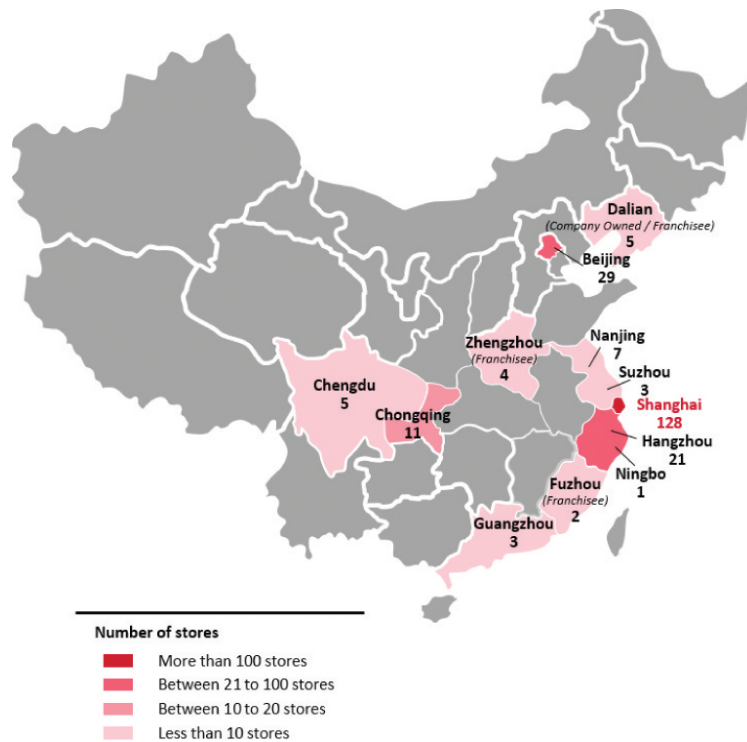 Dalian
(Company Owned / Franchisee)
5
Beijing
29
Zhengzhou
(Franchisee)
4
Nanjing
7
Suzhou
3
Chengdu
5
Chongqing
11
Shanghai
128
Hangzhou
21
Ningbo
1
Fuzhou
(Franchisee)
2
Guangzhou
3
Number of stores
More than 100 stores
Between 21 to 100 stores
Between 10 to 20 stores
Less than 10 stores